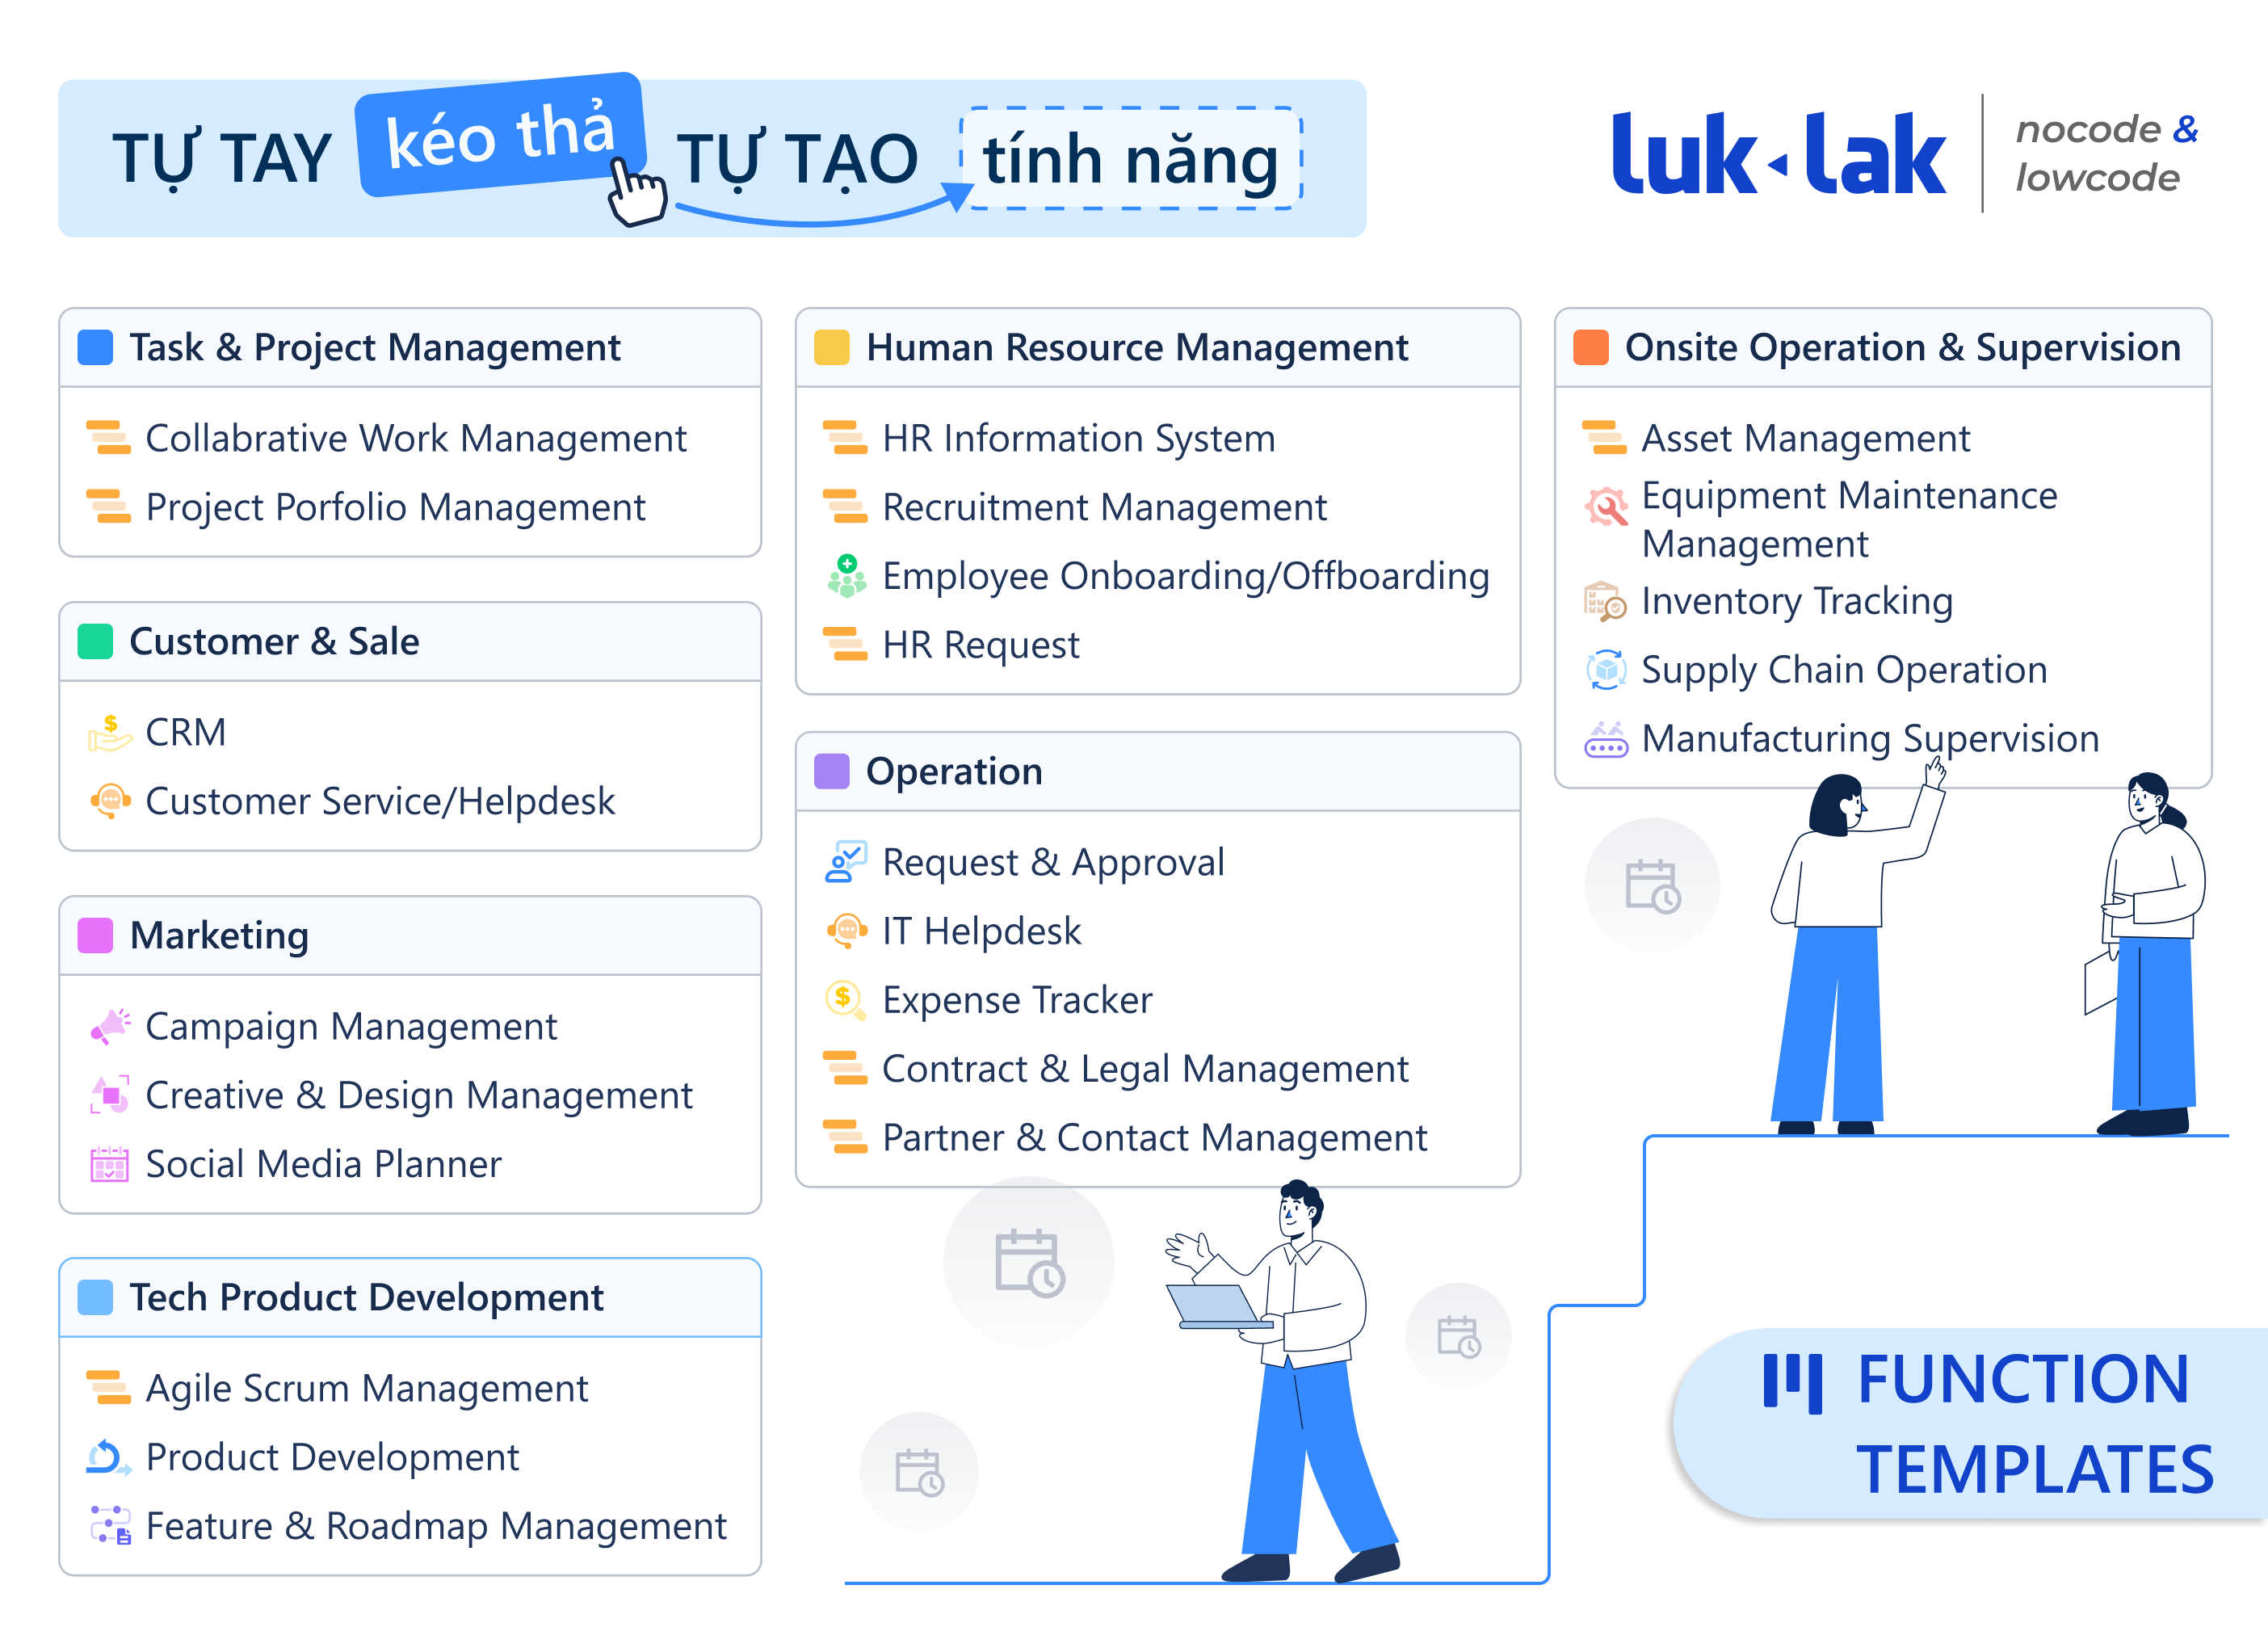 TỰ TAY kéo thả TỰ TẠO tính năng
luk lak
nocode &
lowcode
Task & Project Management
Collabrative Work Management
Project Porfolio Management
Customer & Sale
CRM
Customer Service/Helpdesk
Marketing
Campaign Management
Creative & Design Management
Social Media Planner
Tech Product Development
Agile Scrum Management
Product Development
Feature & Roadmap Management
Human Resource Management
HR Information System
Recruitment Management
Employee Onboarding/Offboarding
HR Request
Operation
Request & Approval
IT Helpdesk
Expense Tracker
Contract & Legal Management
Partner & Contact Management
Onsite Operation & Supervision
Asset Management
Equipment Maintenance
Management
Inventory Tracking
Supply Chain Operation
Manufacturing Supervision
FUNCTION
TEMPLATES